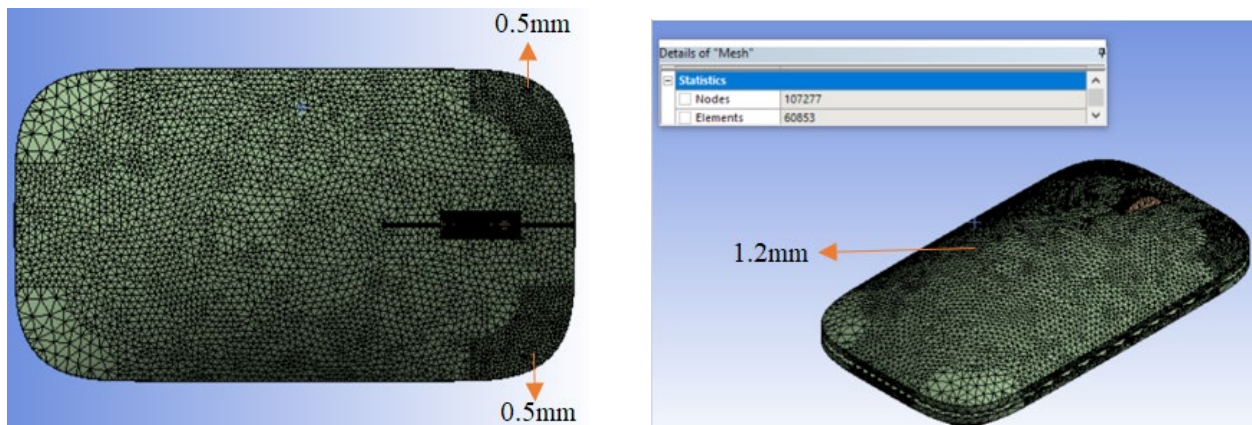 0.5mm
0.5mm
Details of "Mesh"
Statistics
Nodes 107277
Elements 60853
1.2mm